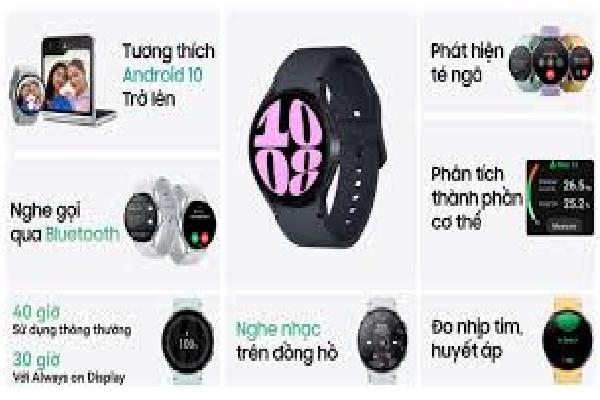 Tương thích
Android 10
Trở lên
10
08
Phát hiện
té ngã
Nghe gọi
qua Bluetooth
Phân tích
thành phần
cơ thể
26.5
25.2
Measure
40 giờ
Sử dụng thông thường
30 giờ
Với Always on Display
100
Nghe nhạc
trên đồng hồ
Đo nhịp tim,
huyết áp